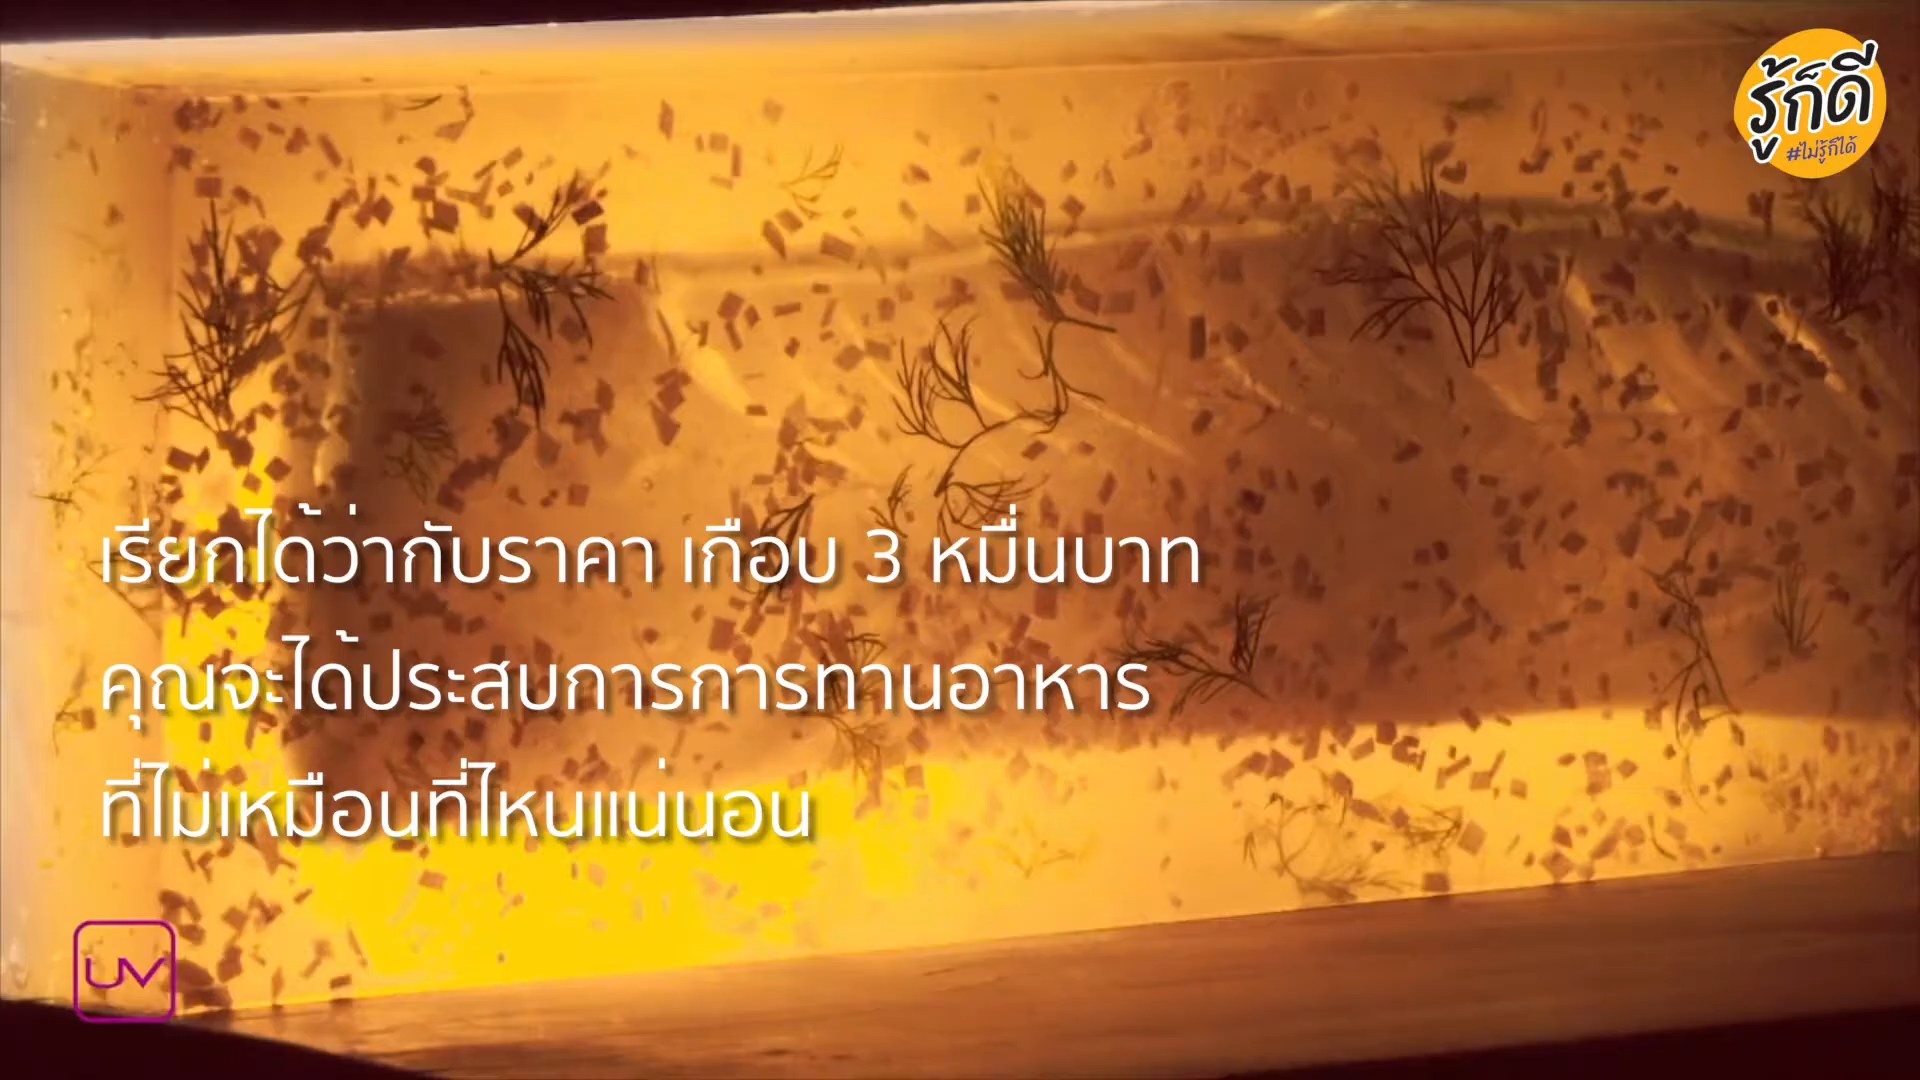 รู้ก็ดี
#ไม่รู้ก็ได้
เรียกได้ว่ากับราคา เกือบ 3 หมื่นบาท
คุณจะได้ประสบการการทานอาหาร
ที่ไม่เหมือนที่ไหนแน่นอน
UV